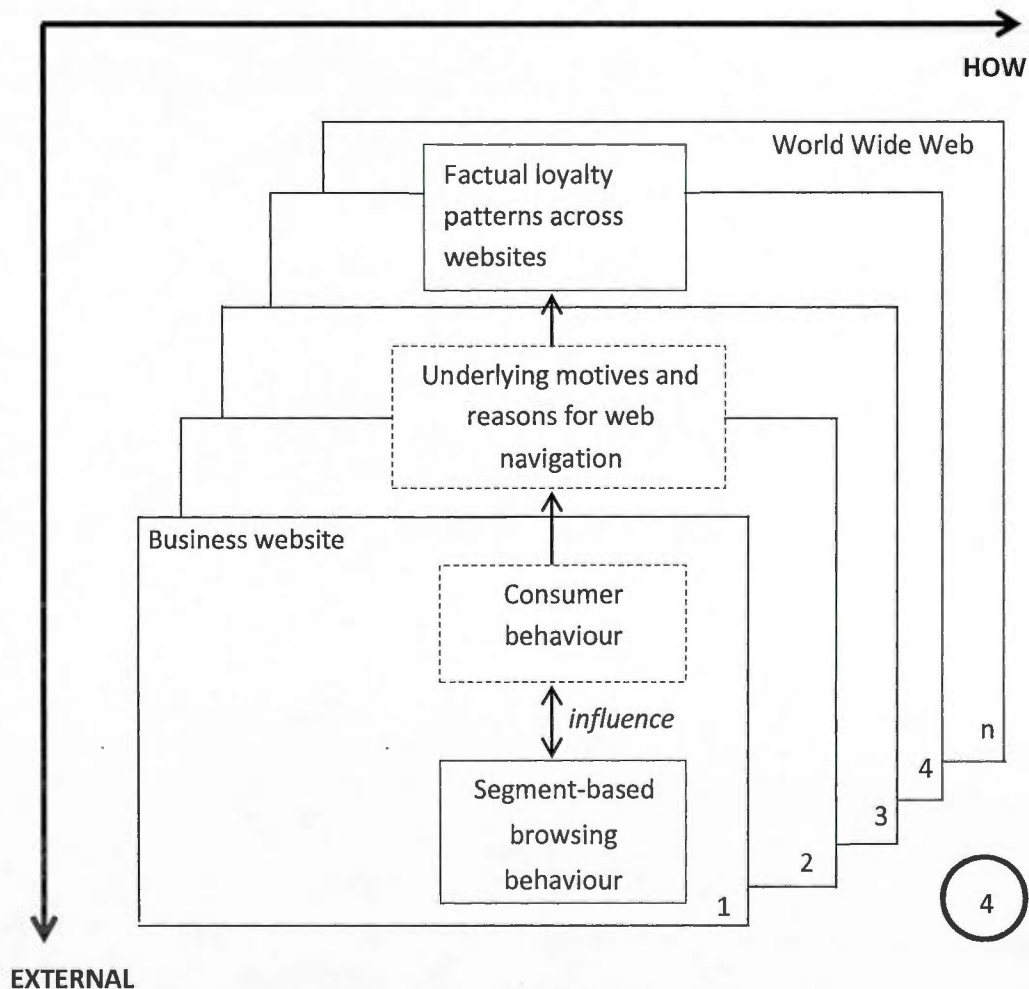 HOW
World Wide Web
Factual loyalty
patterns across
websites
Underlying motives and
reasons for web
navigation
Business website
Consumer
behaviour
influence
Segment-based
browsing
behaviour
1
2
3
4
n
4
EXTERNAL